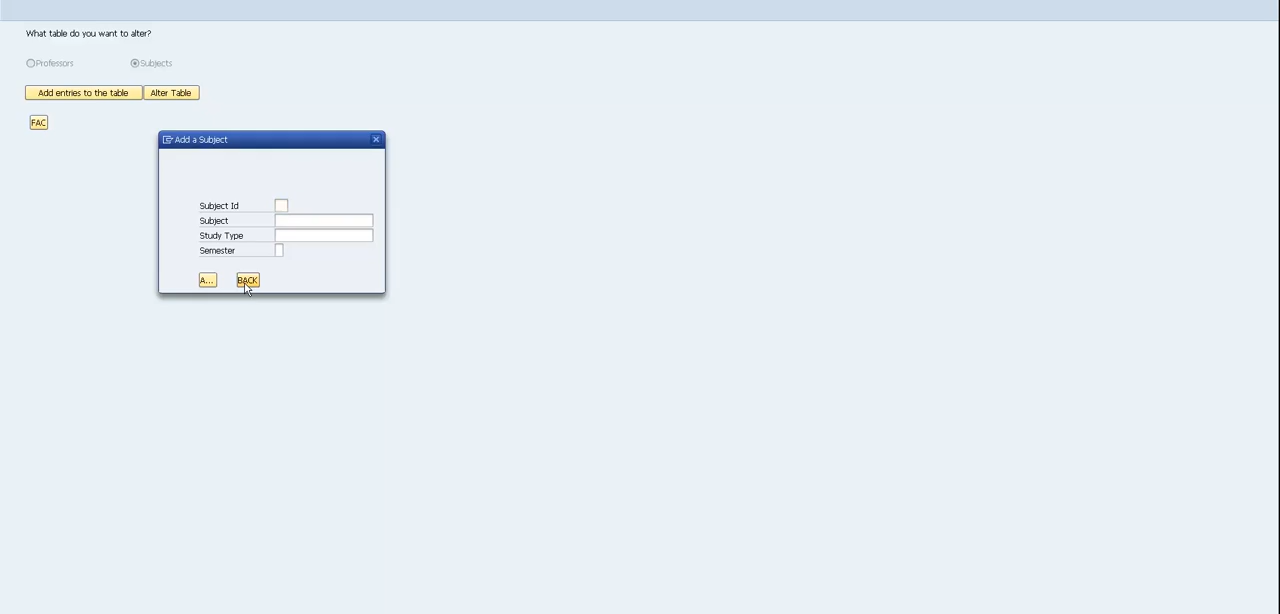 What table do you want to alter?
Professors Subjects
Add entries to the table Alter Table
FAC
Add a Subject
Subject Id
Subject
Study Type
Semester
A... BACK